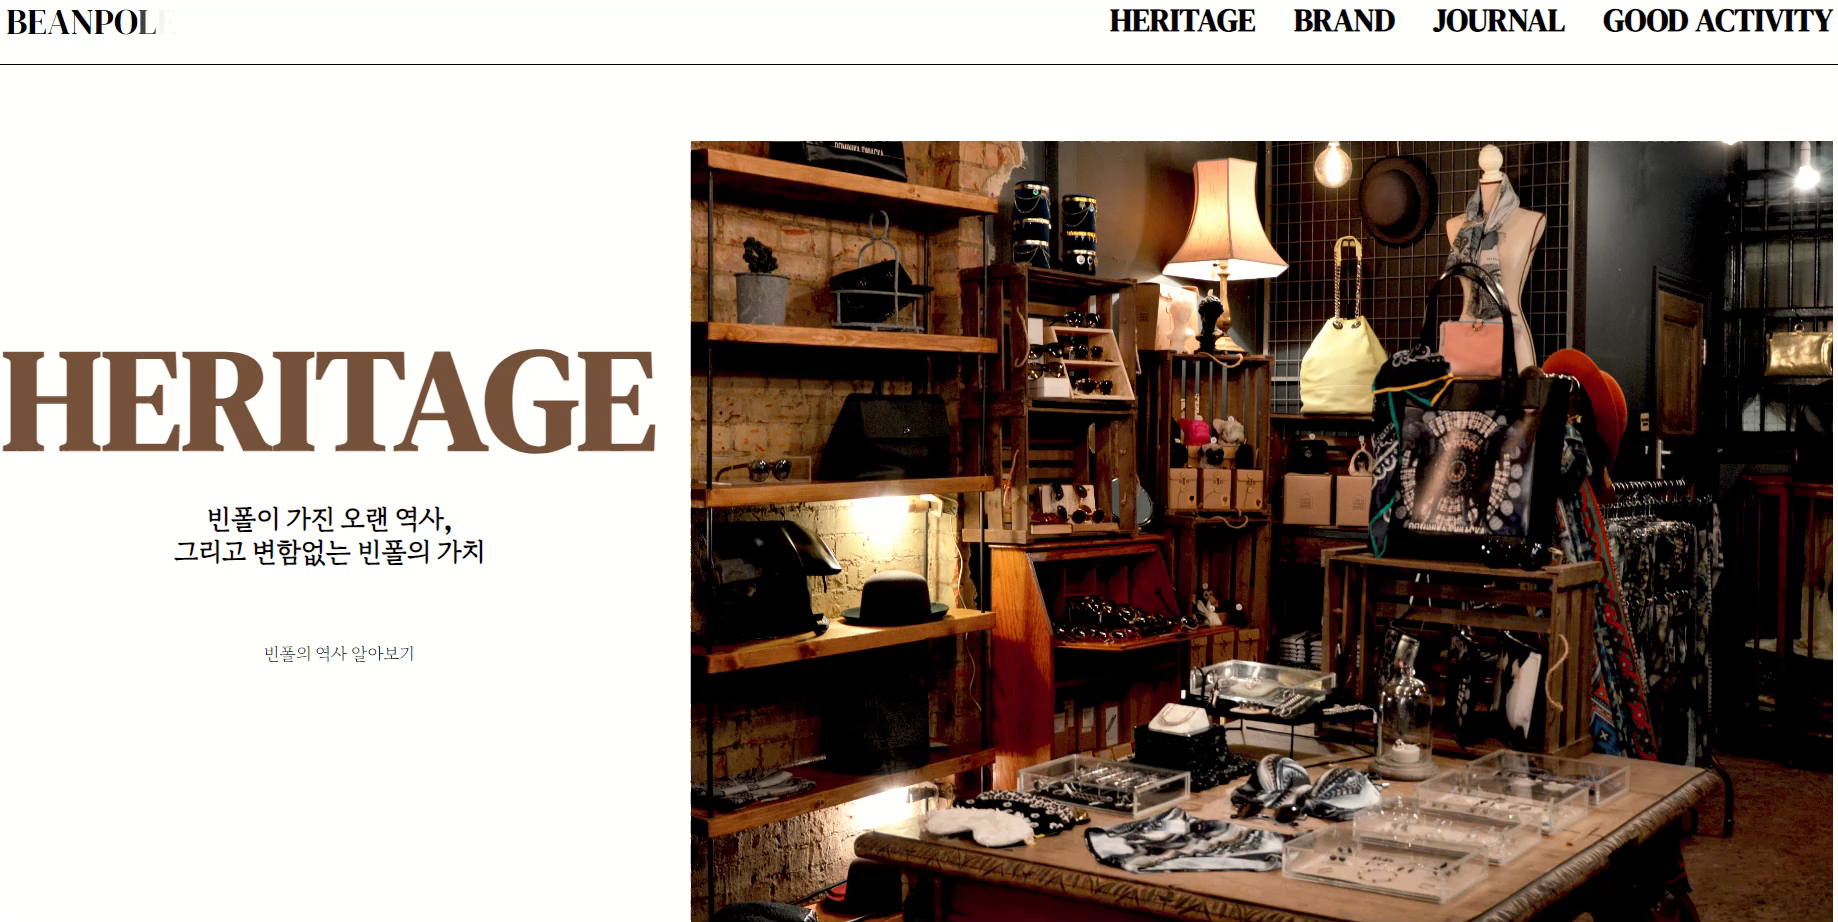 BEANPOLE
HERITAGE BRAND JOURNAL GOOD ACTIVITY
HERITAGE
빈폴이 가진 오랜 역사,
그리고 변함없는 빈폴의 가치
빈폴의 역사 알아보기